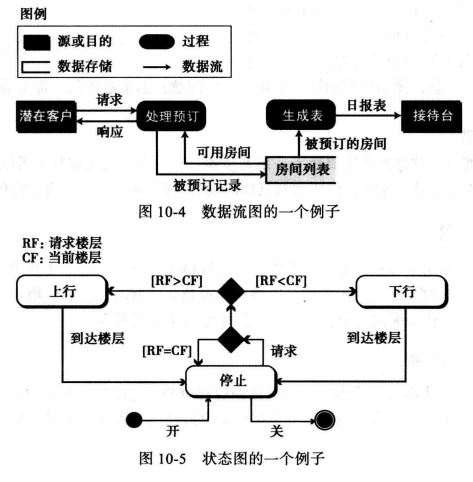 图例
源或目的
过程
数据存储
数据流
潜在客户
请求
响应
处理预订
生成表
日报表
接待台
可用房间
被预订的房间
房间列表
被预订记录
图 10-4 数据流图的一个例子
RF: 请求楼层
CF: 当前楼层
[RF>CF]
[RF<CF]
上行
下行
到达楼层
到达楼层
[RF=CF]
请求
停止
开
关
图 10-5 状态图的一个例子